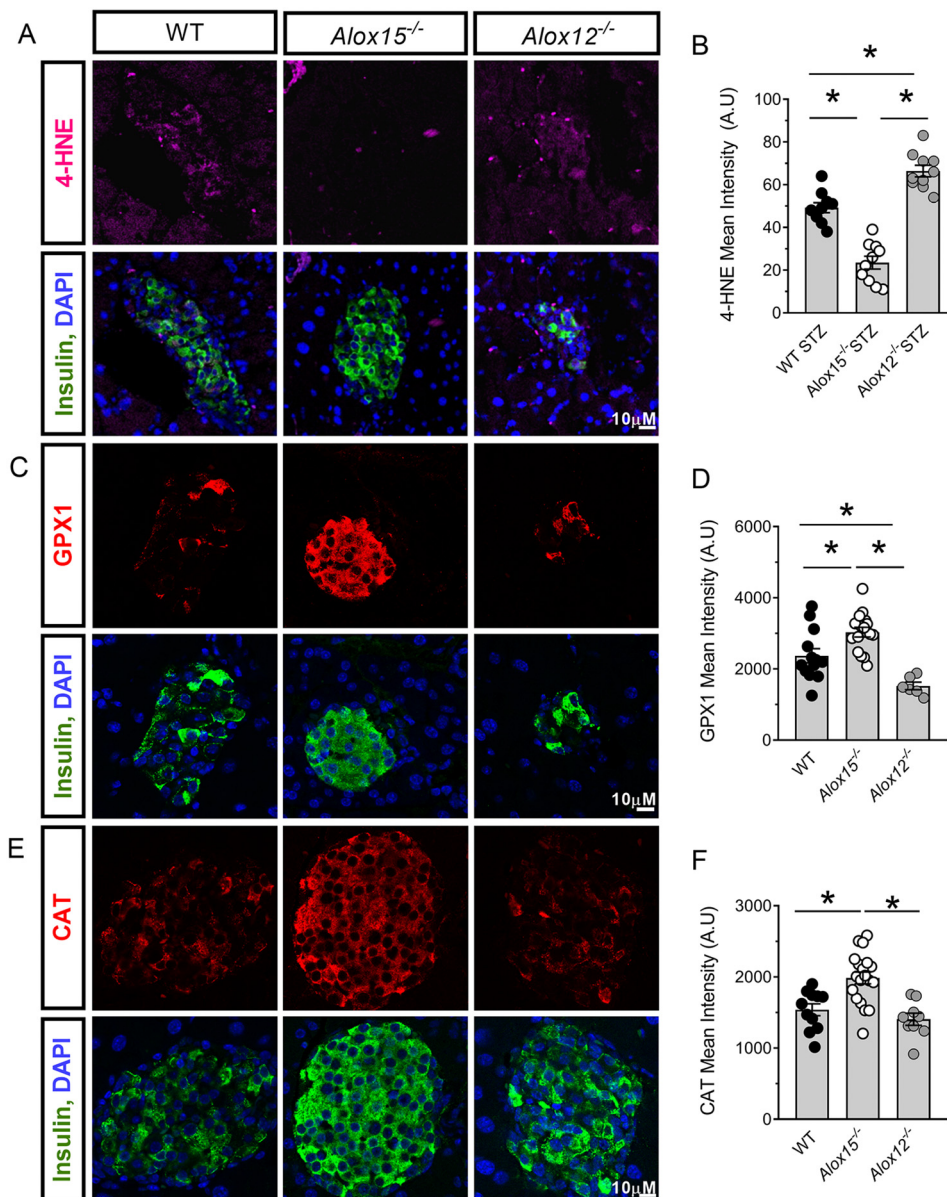 A
WT
Alox15-/-
Alox12-/-
4-HNE
Insulin, DAPI
10μM
B
*
*
*
4-HNE Mean Intensity (A.U)
100
80
60
40
20
0
WT STZ
Alox15-/- STZ
Alox12-/- STZ
C
GPX1
Insulin, DAPI
10μM
D
*
*
*
GPX1 Mean Intensity (A.U)
6000
4000
2000
0
WT
Alox15-/-
Alox12-/-
E
CAT
Insulin, DAPI
10μM
F
*
*
CAT Mean Intensity (A.U)
3000
2000
1000
0
WT
Alox15-/-
Alox12-/-